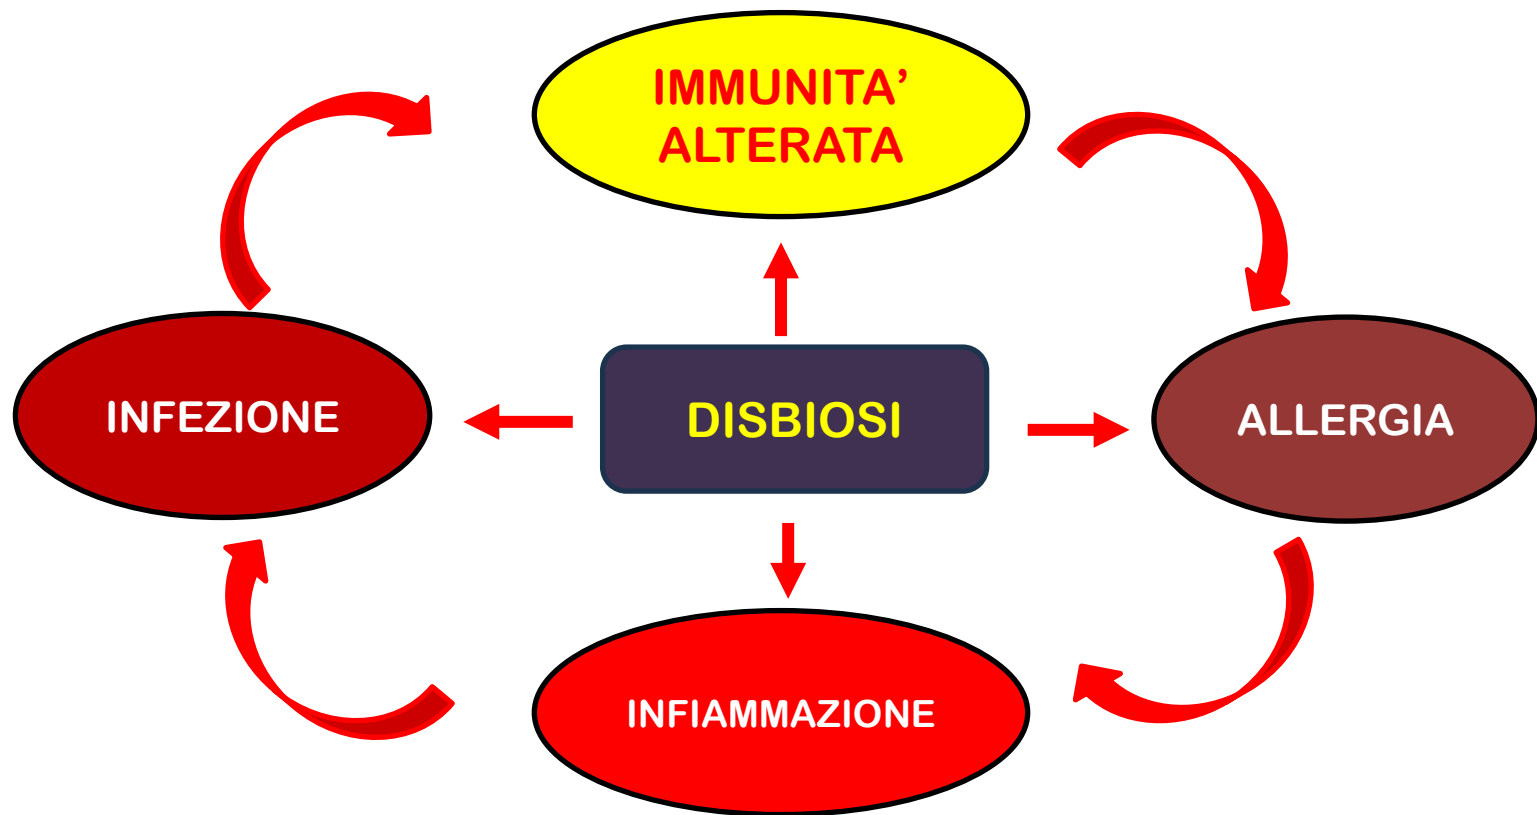 IMMUNITA’
ALTERATA
INFEZIONE
DISBIOSI
ALLERGIA
INFIAMMAZIONE